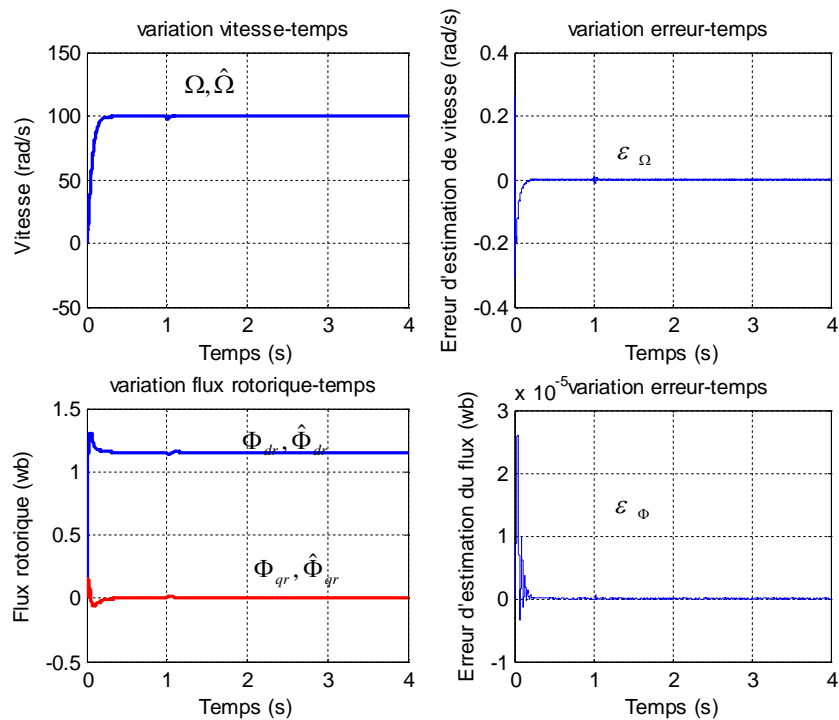 variation vitesse-temps
150
100
50
0
-50
Vitesse (rad/s)
Ω, Ω̂
0 1 2 3 4
Temps (s)
variation erreur-temps
0.4
0.2
0
-0.2
-0.4
Erreur d'estimation de vitesse (rad/s)
ε Ω
0 1 2 3 4
Temps (s)
variation flux rotorique-temps
1.5
1
0.5
0
-0.5
Flux rotorique (wb)
Φdr, Φ̂dr
Φqr, Φ̂qr
0 1 2 3 4
Temps (s)
x 10^-5 variation erreur-temps
3
2
1
0
-1
Erreur d'estimation du flux (wb)
ε Φ
0 1 2 3 4
Temps (s)